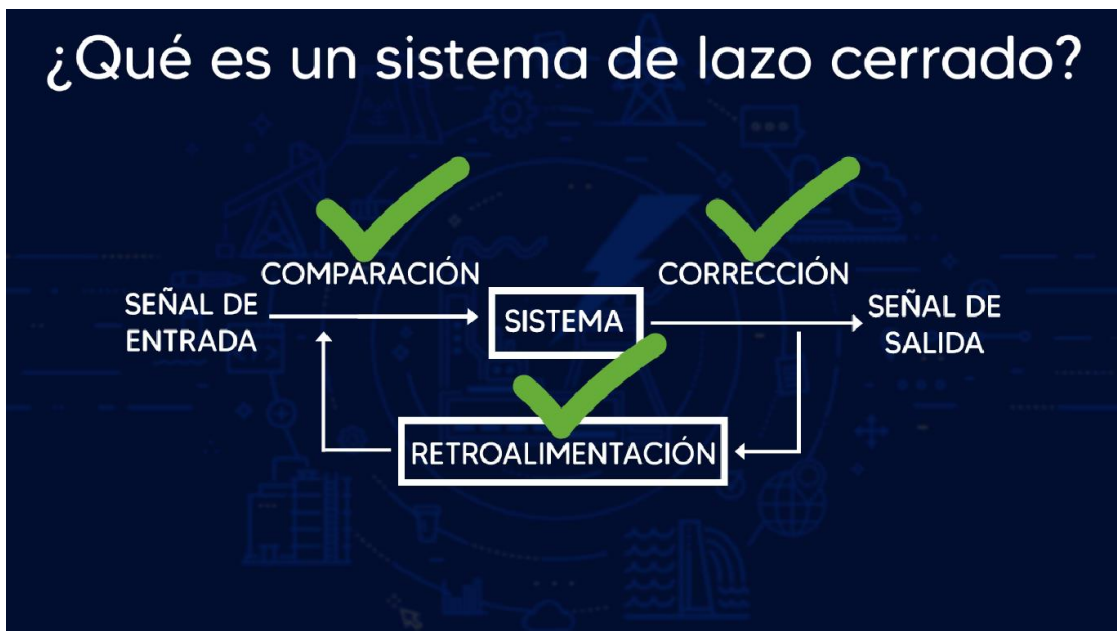 ¿Qué es un sistema de lazo cerrado?
COMPARACIÓN
CORRECCIÓN
SEÑAL DE
ENTRADA
SISTEMA
SEÑAL DE
SALIDA
RETROALIMENTACIÓN